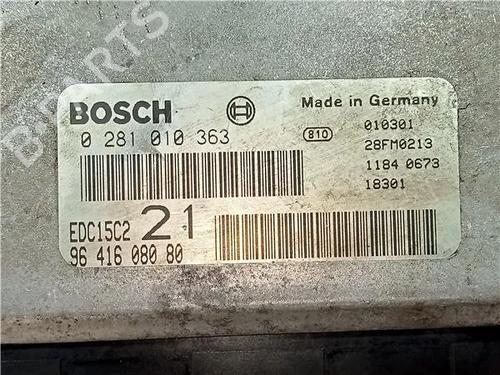 B-PARTS
BOSCH
Made in Germany
0 281 010 363
810
010301
28FM0213
1184 0673
18301
EDC15C2 21
96 416 080 80